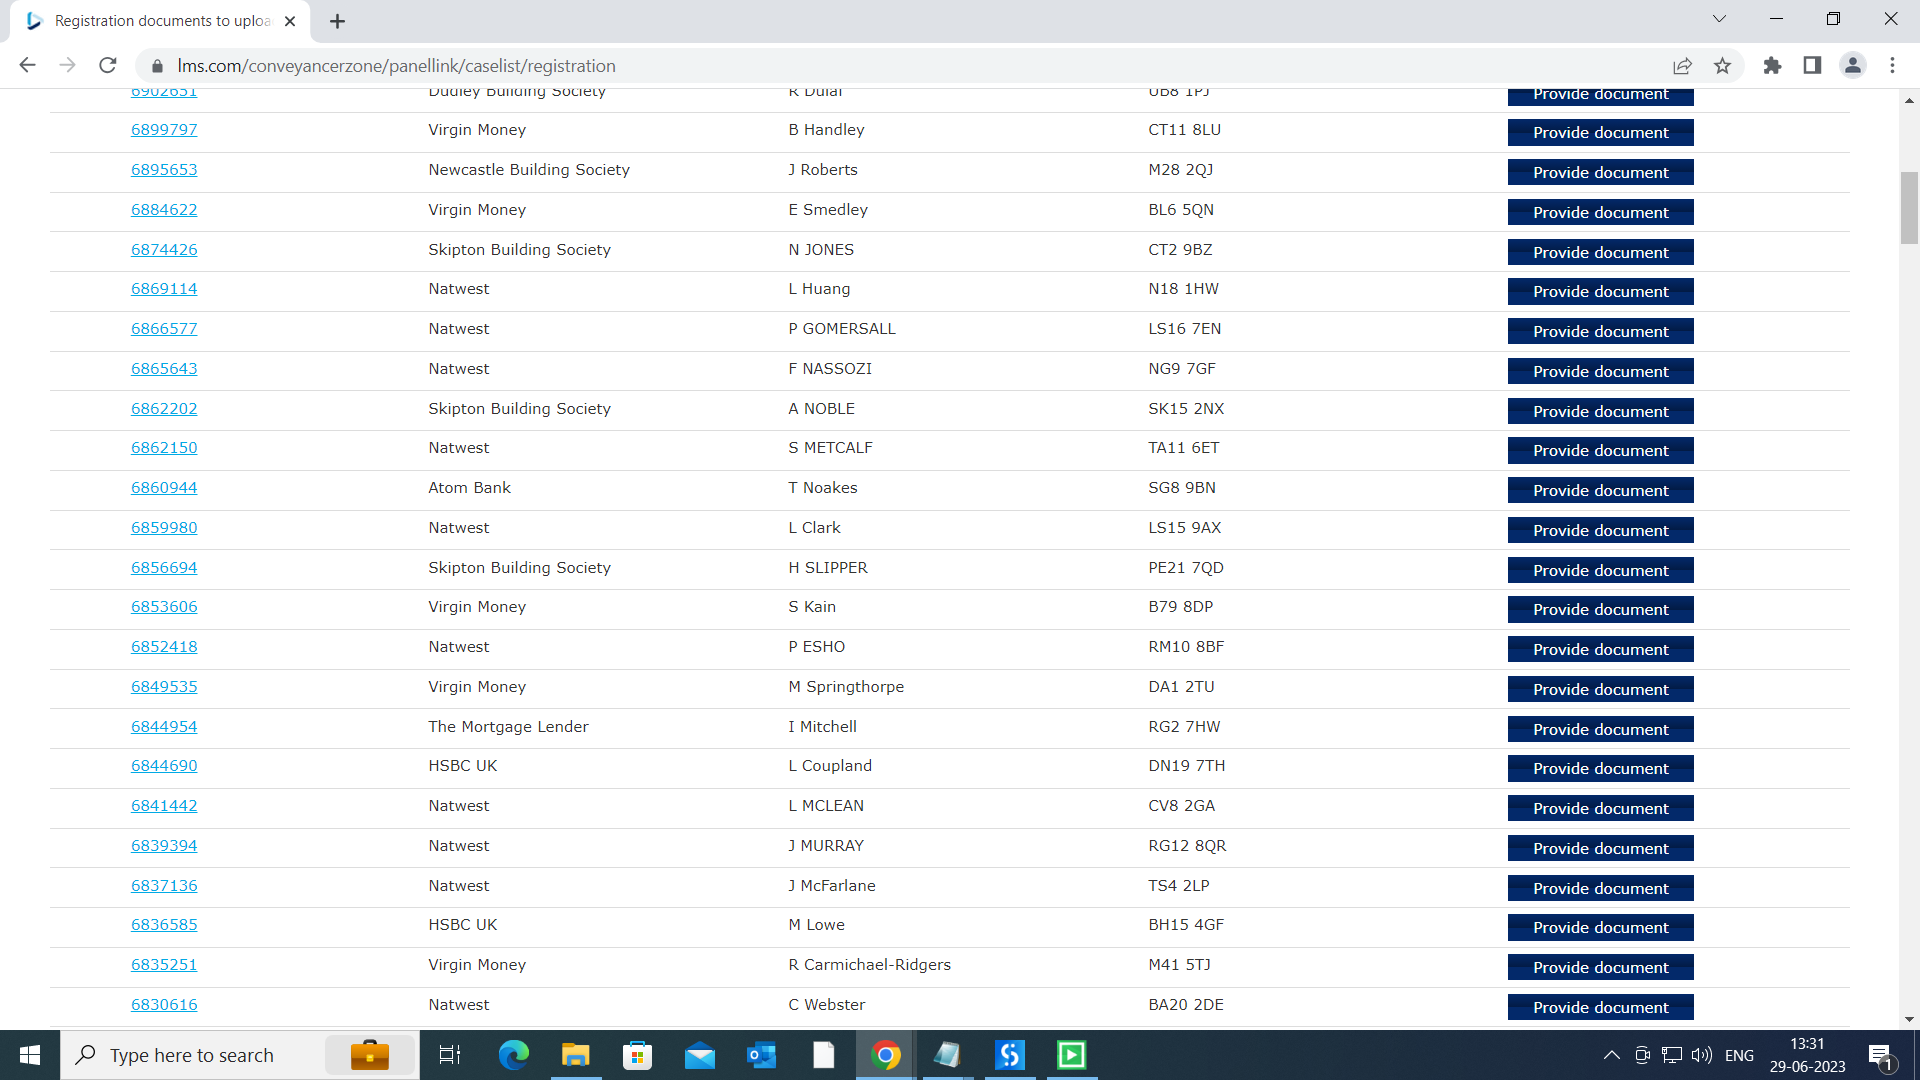 Registration documents to uploa
lms.com/conveyancerzone/panellink/caselist/registration
6902651 Dudley Building Society R Dulai UB8 1PJ Provide document
6899797 Virgin Money B Handley CT11 8LU Provide document
6895653 Newcastle Building Society J Roberts M28 2QJ Provide document
6884622 Virgin Money E Smedley BL6 5QN Provide document
6874426 Skipton Building Society N JONES CT2 9BZ Provide document
6869114 Natwest L Huang N18 1HW Provide document
6866577 Natwest P GOMERSALL LS16 7EN Provide document
6865643 Natwest F NASSOZI NG9 7GF Provide document
6862202 Skipton Building Society A NOBLE SK15 2NX Provide document
6862150 Natwest S METCALF TA11 6ET Provide document
6860944 Atom Bank T Noakes SG8 9BN Provide document
6859980 Natwest L Clark LS15 9AX Provide document
6856694 Skipton Building Society H SLIPPER PE21 7QD Provide document
6853606 Virgin Money S Kain B79 8DP Provide document
6852418 Natwest P ESHO RM10 8BF Provide document
6849535 Virgin Money M Springthorpe DA1 2TU Provide document
6844954 The Mortgage Lender I Mitchell RG2 7HW Provide document
6844690 HSBC UK L Coupland DN19 7TH Provide document
6841442 Natwest L MCLEAN CV8 2GA Provide document
6839394 Natwest J MURRAY RG12 8QR Provide document
6837136 Natwest J McFarlane TS4 2LP Provide document
6836585 HSBC UK M Lowe BH15 4GF Provide document
6835251 Virgin Money R Carmichael-Ridgers M41 5TJ Provide document
6830616 Natwest C Webster BA20 2DE Provide document
Type here to search
ENG
13:31
29-06-2023
1